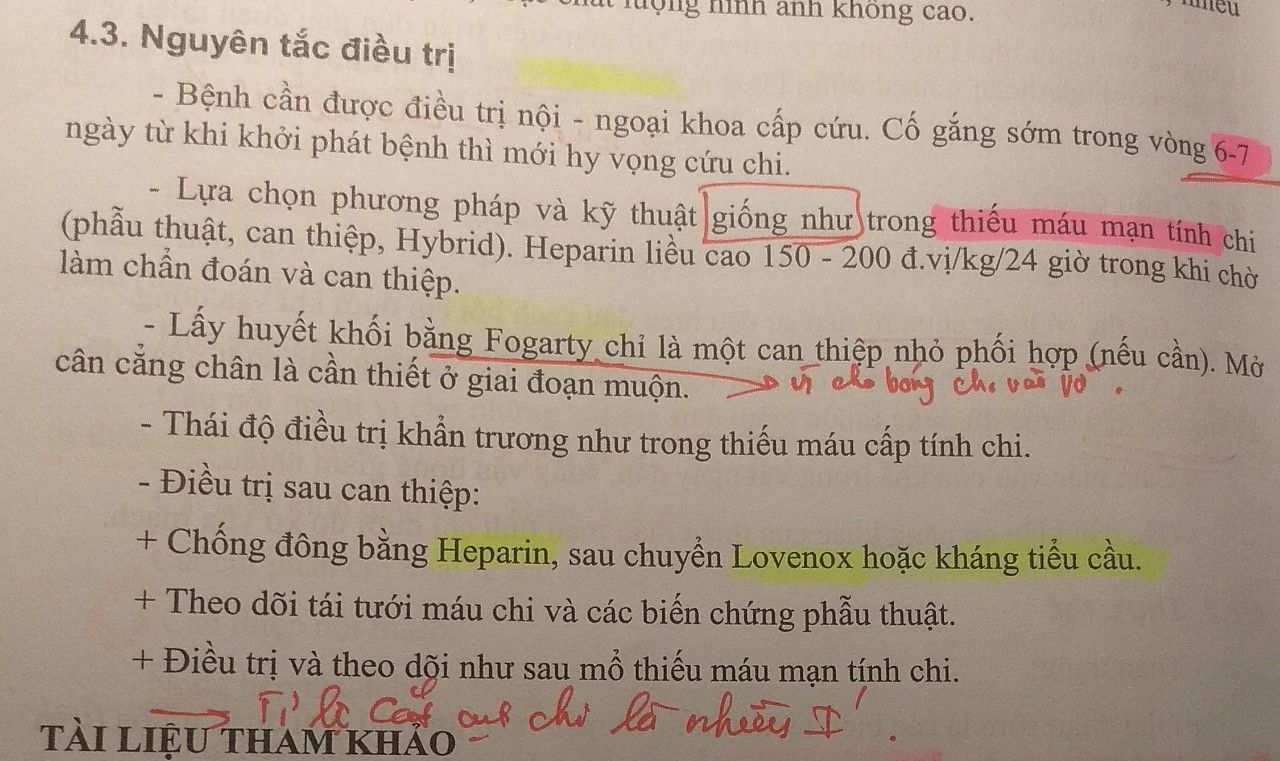 lượng hình ảnh không cao.
4.3. Nguyên tắc điều trị
- Bệnh cần được điều trị nội - ngoại khoa cấp cứu. Cố gắng sớm trong vòng 6-7
ngày từ khi khởi phát bệnh thì mới hy vọng cứu chi.
- Lựa chọn phương pháp và kỹ thuật giống như trong thiếu máu mạn tính chi
(phẫu thuật, can thiệp, Hybrid). Heparin liều cao 150 - 200 đ.vị/kg/24 giờ trong khi chờ
làm chẩn đoán và can thiệp.
- Lấy huyết khối bằng Fogarty chỉ là một can thiệp nhỏ phối hợp (nếu cần). Mở
cân cẳng chân là cần thiết ở giai đoạn muộn.
vì cho bóng vào vỡ
- Thái độ điều trị khẩn trương như trong thiếu máu cấp tính chi.
- Điều trị sau can thiệp:
+ Chống đông bằng Heparin, sau chuyển Lovenox hoặc kháng tiểu cầu.
+ Theo dõi tái tưới máu chi và các biến chứng phẫu thuật.
+ Điều trị và theo dõi như sau mổ thiếu máu mạn tính chi.
Tỉ lệ cắt cụt chi là nhiều I
TÀI LIỆU THAM KHẢO